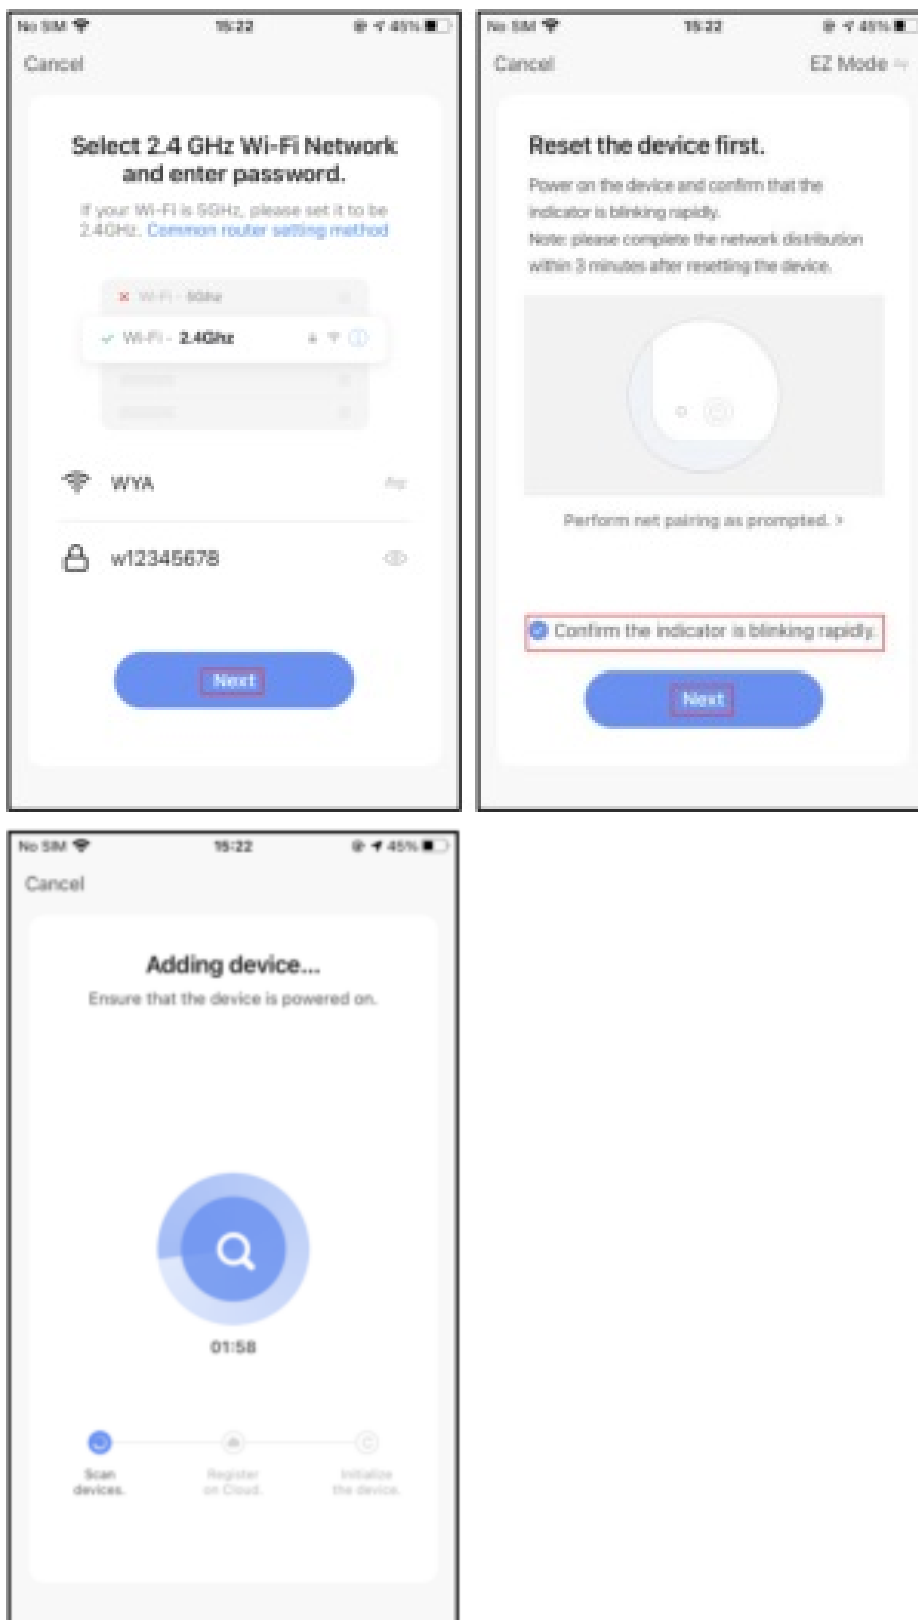 No SIM 15:22 45%
Cancel
Select 2.4 GHz Wi-Fi Network
and enter password.
If your Wi-Fi is 5GHz, please set it to be
2.4GHz. Common router setting method
Wi-Fi - 5Ghz
Wi-Fi - 2.4Ghz
WYA
w12345678
Next
No SIM 15:22 45%
Cancel EZ Mode
Reset the device first.
Power on the device and confirm that the
indicator is blinking rapidly.
Note: please complete the network distribution
within 3 minutes after resetting the device.
Perform net pairing as prompted. >
Confirm the indicator is blinking rapidly.
Next
No SIM 15:22 45%
Cancel
Adding device...
Ensure that the device is powered on.
01:58
Scan Register Initialize
devices. on Cloud. the device.